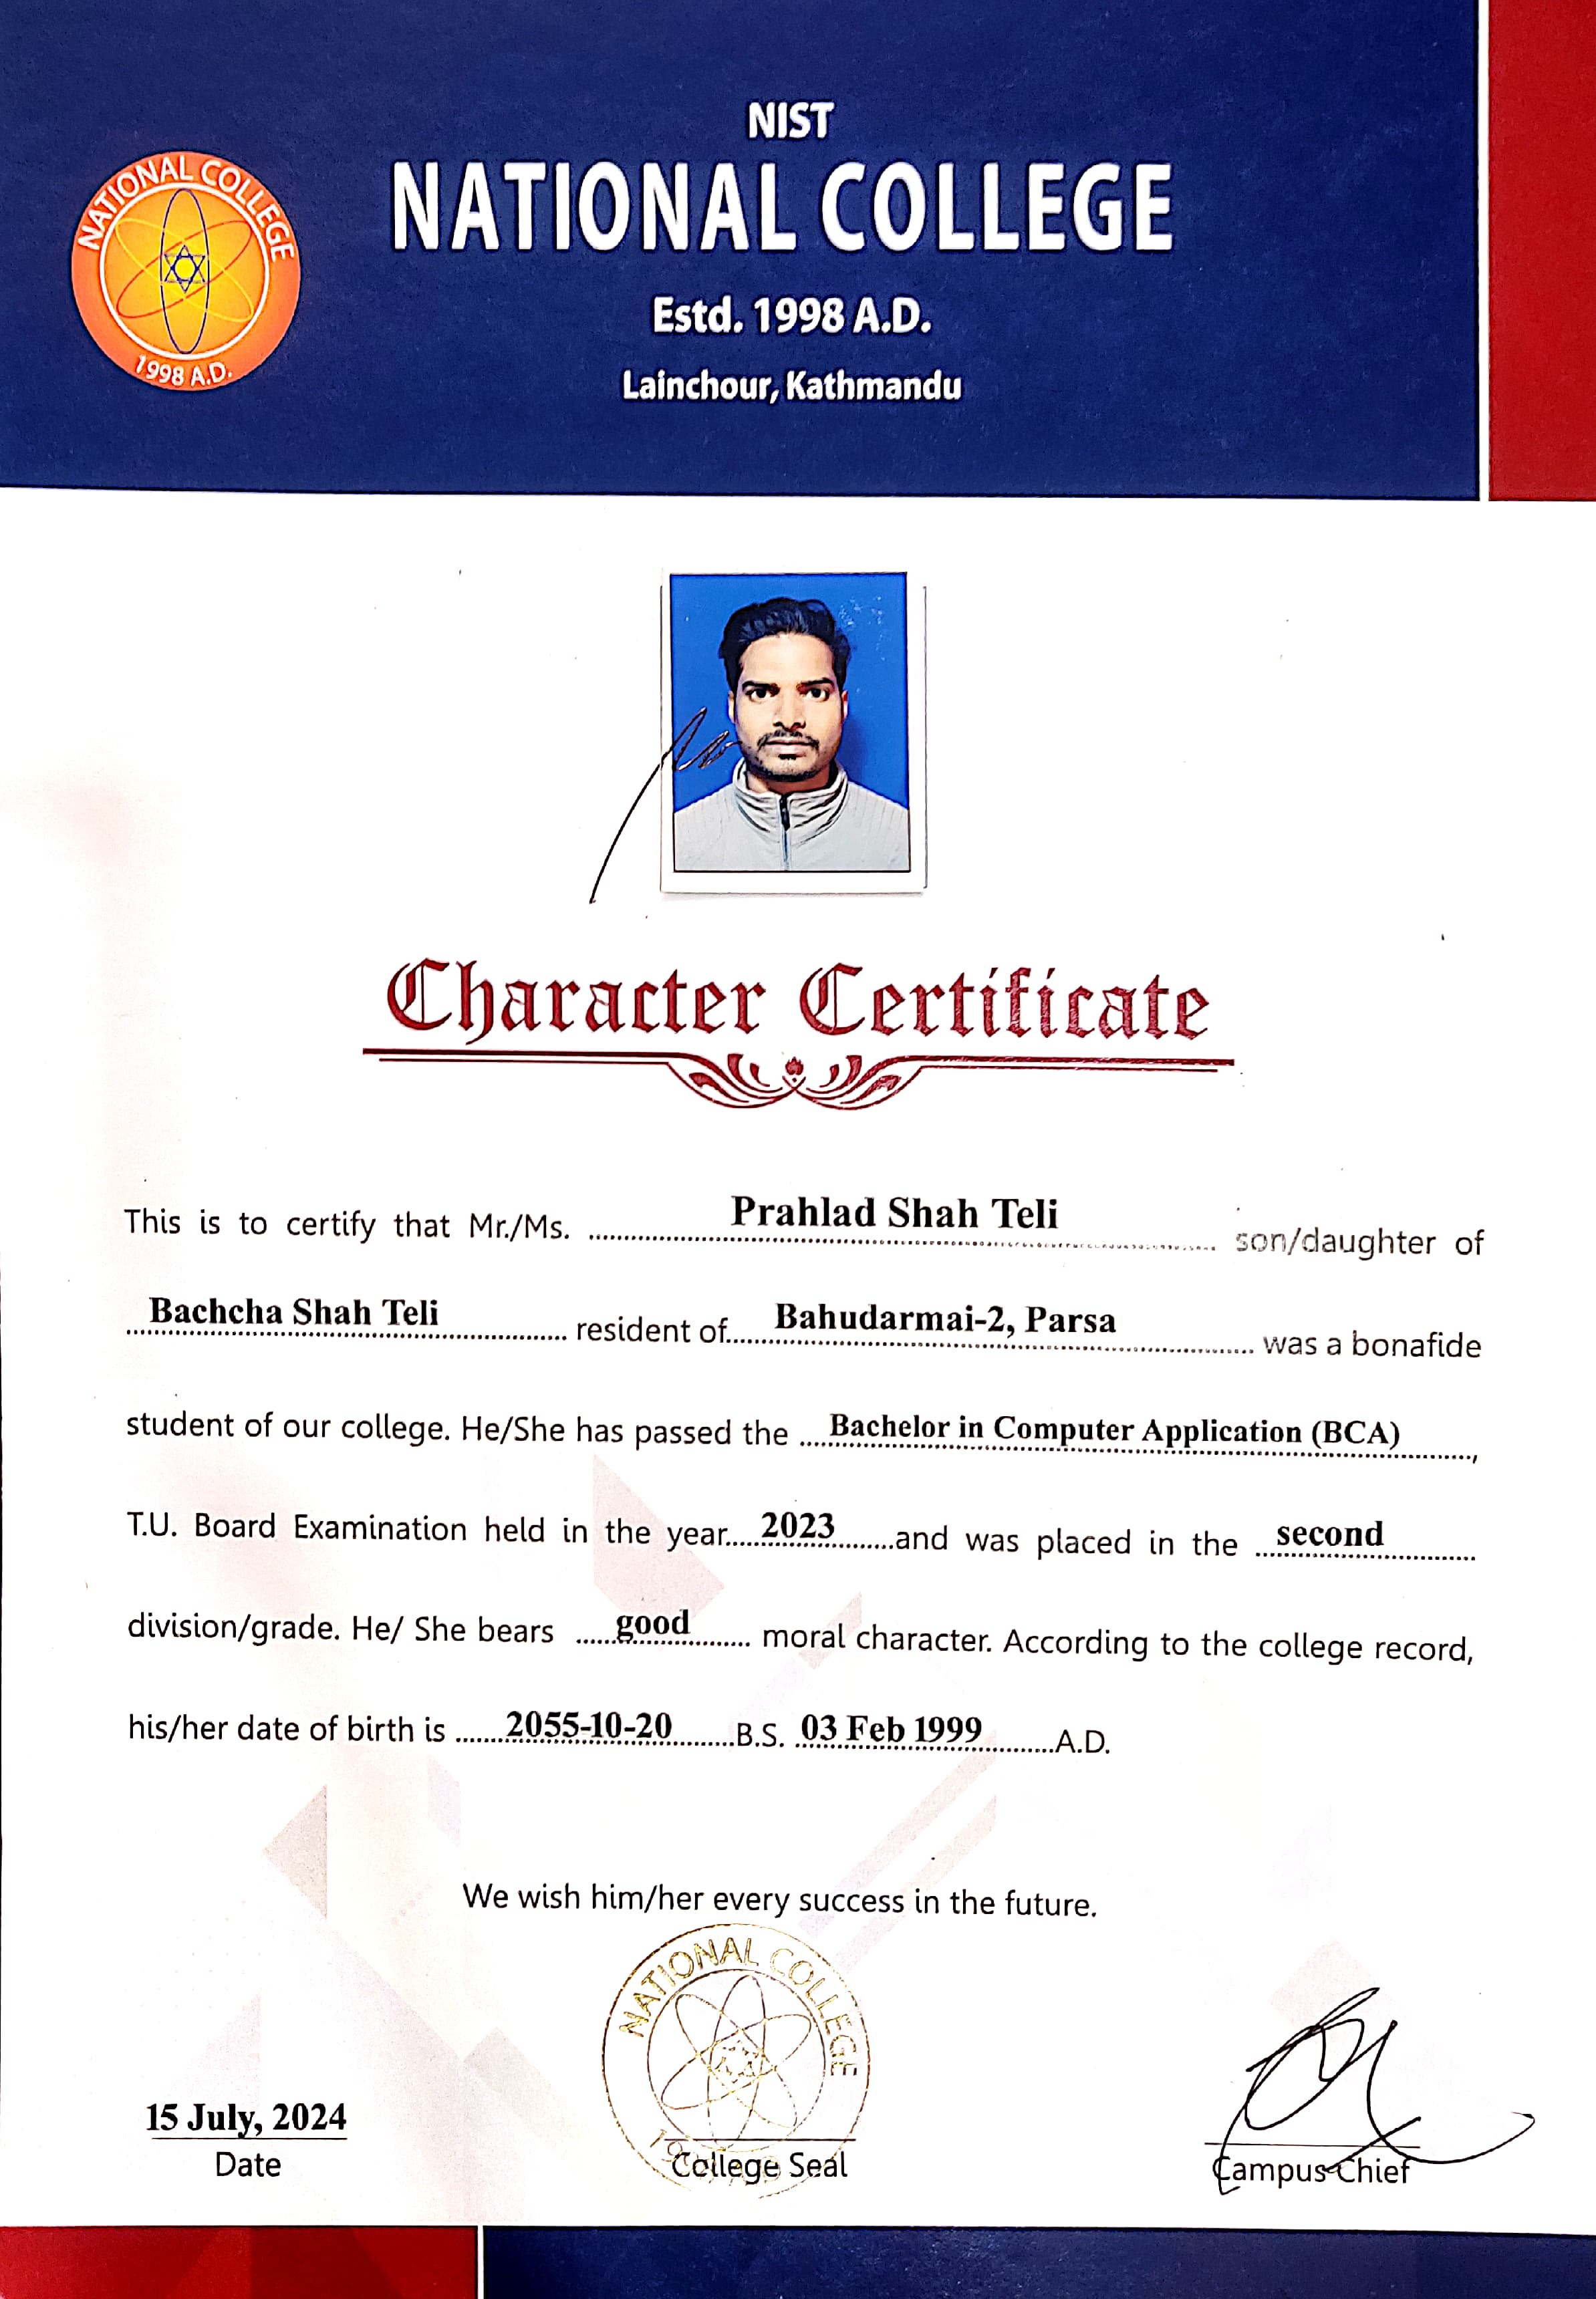 NIST
NATIONAL COLLEGE
Estd. 1998 A.D.
Lainchour, Kathmandu
NATIONAL COLLEGE
1998 A.D.
Character Certificate
This is to certify that Mr./Ms. Prahlad Shah Teli son/daughter of
Bachcha Shah Teli resident of Bahudarmai-2, Parsa was a bonafide
student of our college. He/She has passed the Bachelor in Computer Application (BCA),
T.U. Board Examination held in the year 2023 and was placed in the second
division/grade. He/ She bears good moral character. According to the college record,
his/her date of birth is 2055-10-20 B.S. 03 Feb 1999 A.D.
We wish him/her every success in the future.
NATIONAL COLLEGE
15 July, 2024
Date
College Seal
Campus Chief